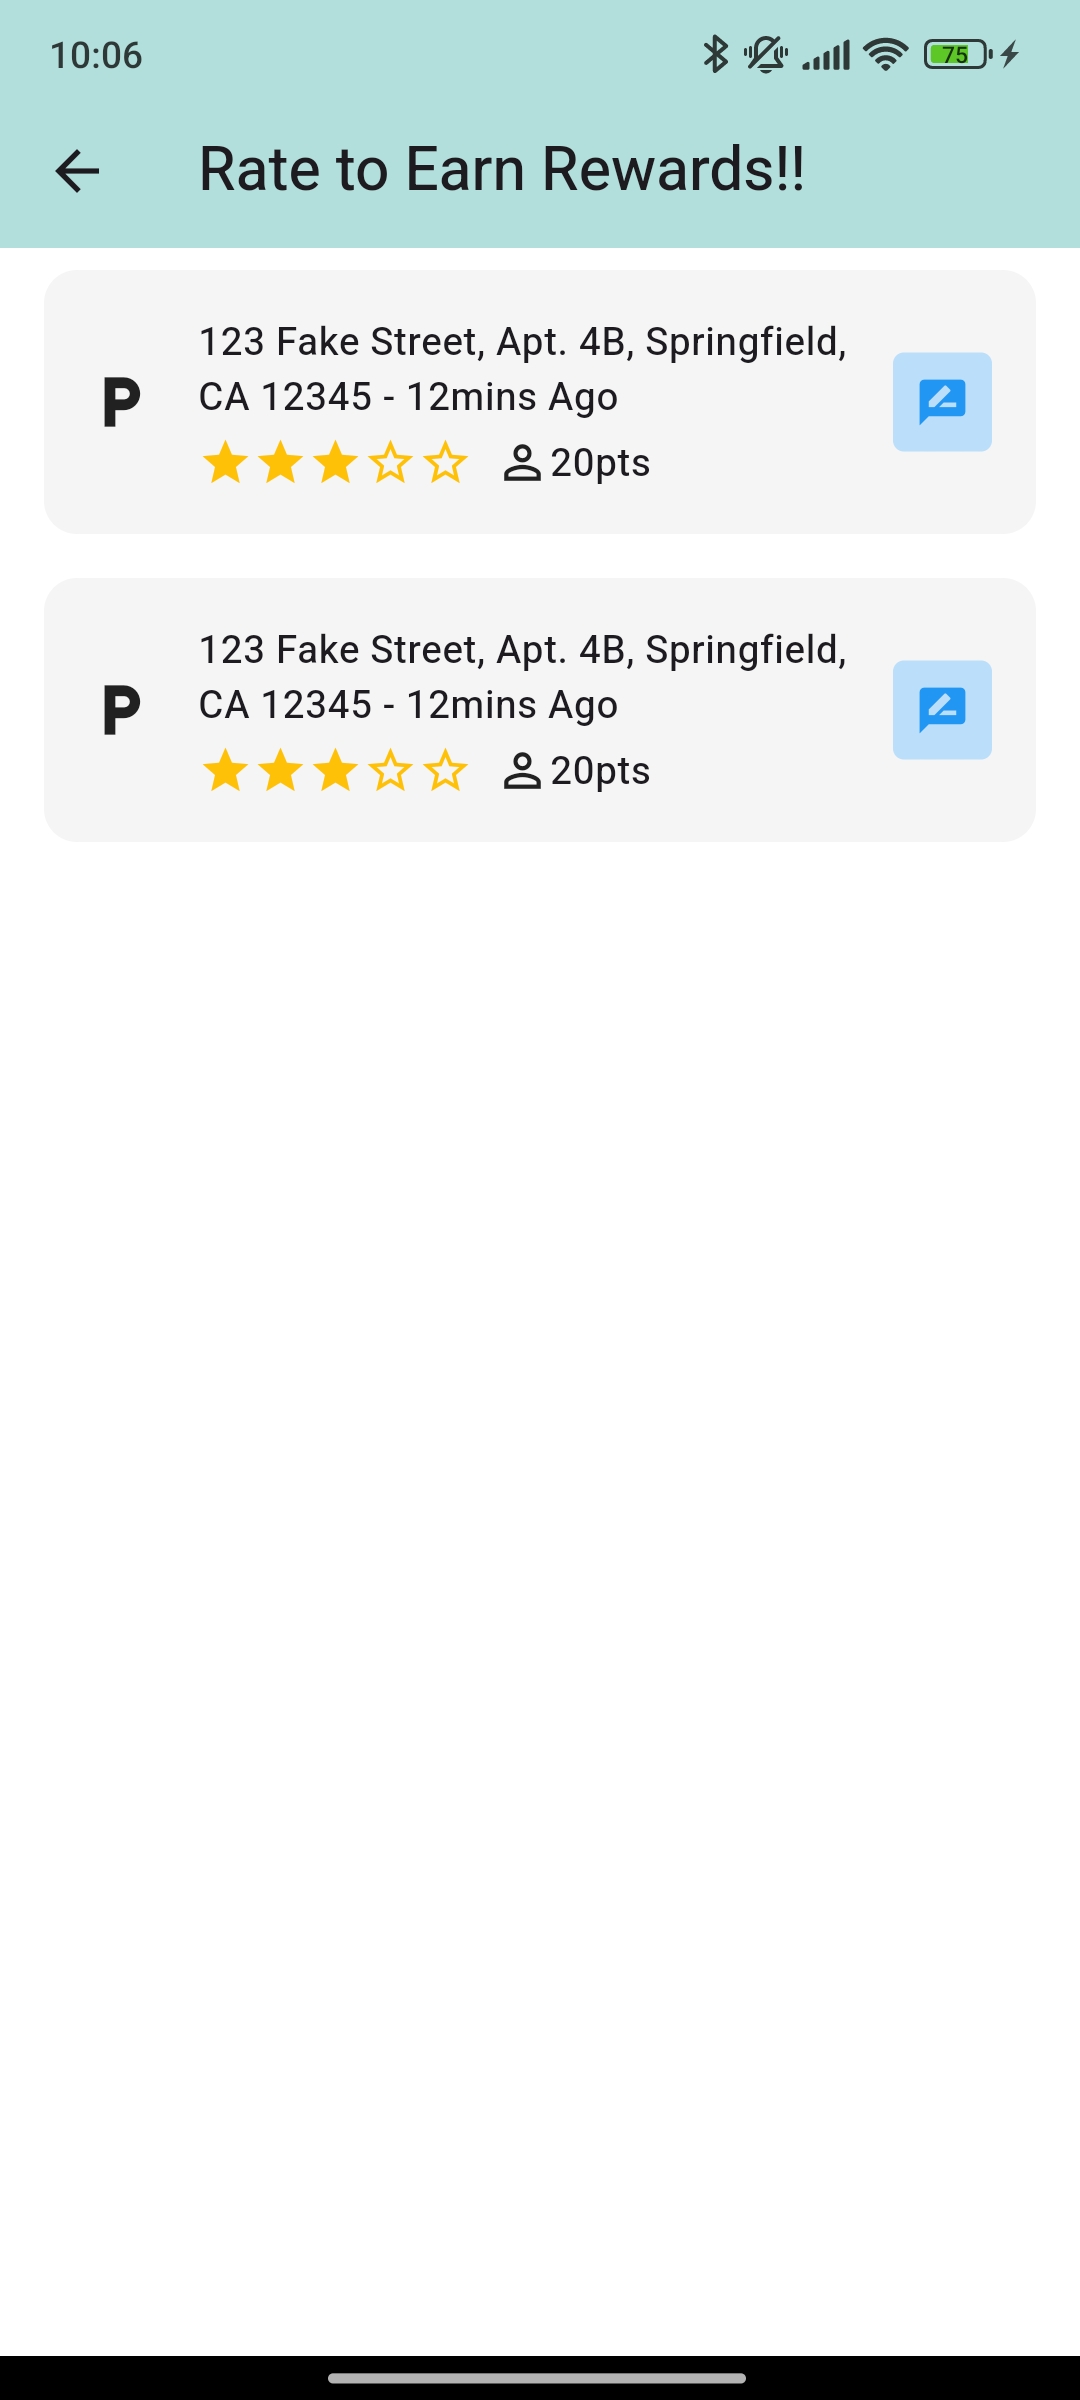 10:06
75
Rate to Earn Rewards!!
123 Fake Street, Apt. 4B, Springfield,
CA 12345 - 12mins Ago
20pts
P
123 Fake Street, Apt. 4B, Springfield,
CA 12345 - 12mins Ago
20pts
P